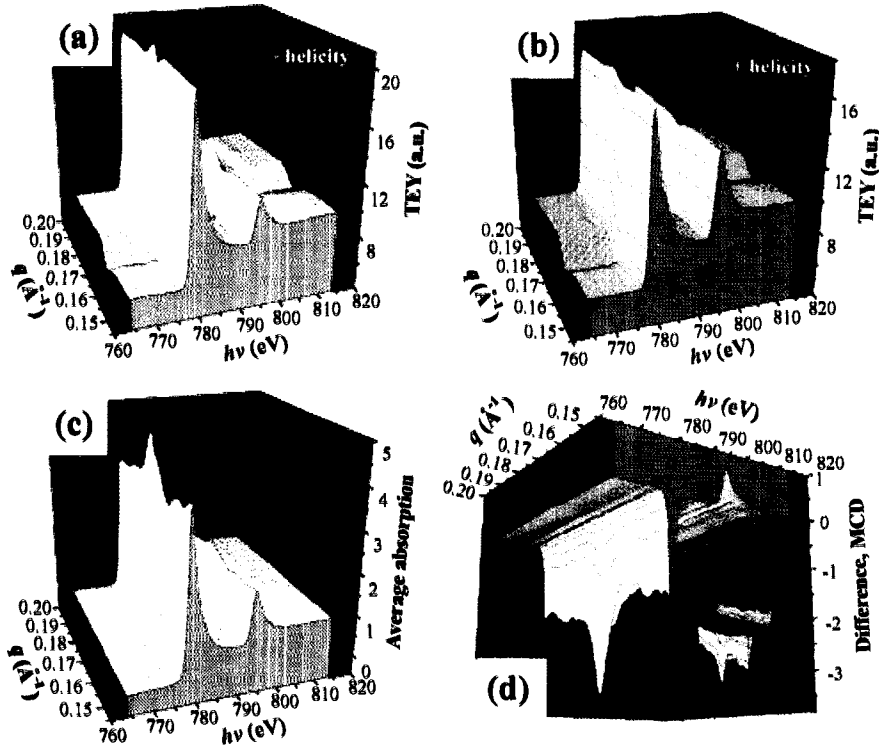 (a)
- helicity
20
16
12
8
TEY (a.u.)
0.20
0.19
0.18
0.17
0.16
0.15
q (Å⁻¹)
760 770 780 790 800 810 820
hν (eV)
(b)
+ helicity
16
12
8
TEY (a.u.)
0.20
0.19
0.18
0.17
0.16
0.15
q (Å⁻¹)
760 770 780 790 800 810 820
hν (eV)
(c)
5
4
3
2
1
0
Average absorption
0.20
0.19
0.18
0.17
0.16
0.15
q (Å⁻¹)
760 770 780 790 800 810 820
hν (eV)
(d)
hν (eV)
760 770 780 790 800 810 820
q (Å⁻¹)
0.15
0.16
0.17
0.18
0.19
0.20
1
0
-1
-2
-3
Difference, MCD